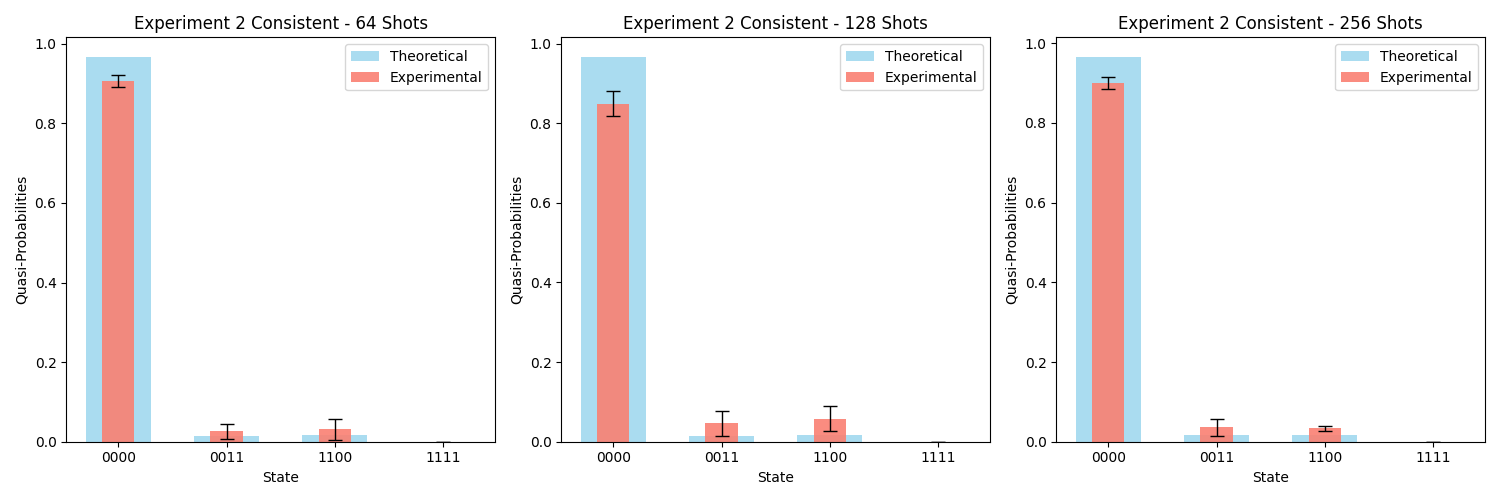 Experiment 2 Consistent - 64 Shots
Theoretical
Experimental
Quasi-Probabilities
1.0
0.8
0.6
0.4
0.2
0.0
0000 0011 1100 1111
State
Experiment 2 Consistent - 128 Shots
Theoretical
Experimental
Quasi-Probabilities
1.0
0.8
0.6
0.4
0.2
0.0
0000 0011 1100 1111
State
Experiment 2 Consistent - 256 Shots
Theoretical
Experimental
Quasi-Probabilities
1.0
0.8
0.6
0.4
0.2
0.0
0000 0011 1100 1111
State